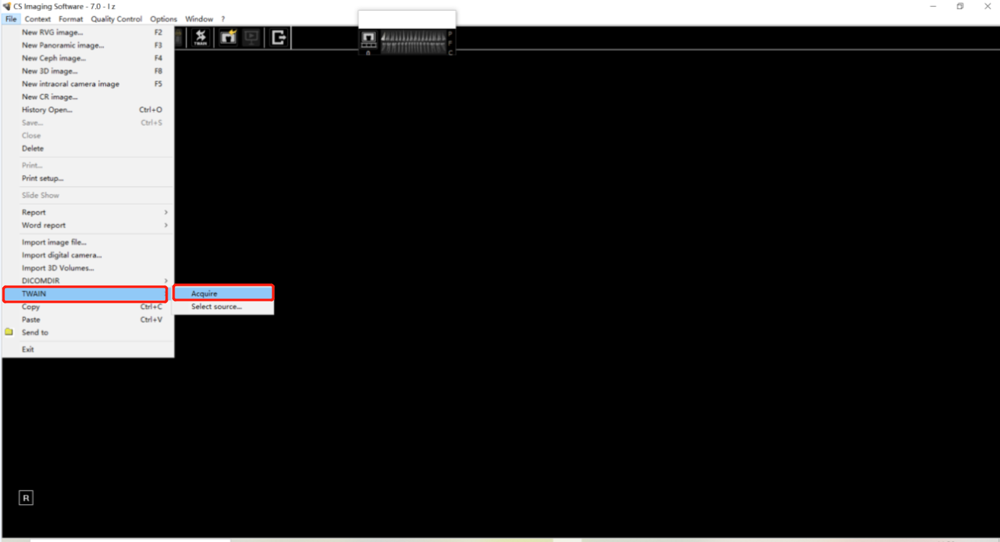 CS Imaging Software - 7.0 - l z
File Context Format Quality Control Options Window ?
New RVG image... F2
New Panoramic image... F3
New Ceph image... F4
New 3D image... F8
New intraoral camera image F5
New CR image...
History Open... Ctrl+O
Save... Ctrl+S
Close
Delete
Print...
Print setup...
Slide Show
Report
Word report
Import image file...
Import digital camera...
Import 3D Volumes...
DICOMDIR
TWAIN
Acquire
Copy Ctrl+C
Select source...
Paste Ctrl+V
Send to
Exit
TWAIN
0
P
F
C
R